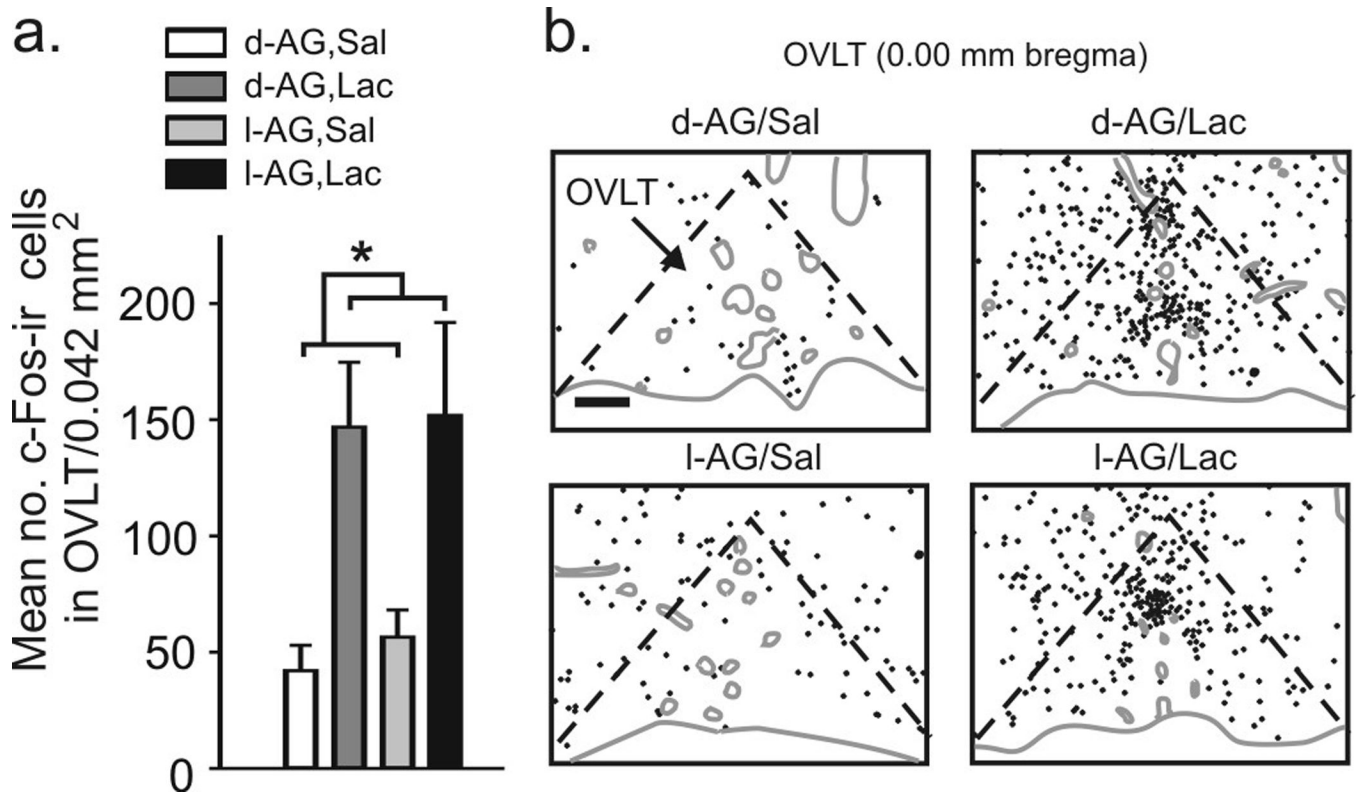 a.
d-AG,Sal
d-AG,Lac
l-AG,Sal
l-AG,Lac
Mean no. c-Fos-ir cells
in OVLT/0.042 mm2
*
200
150
100
50
0
b.
OVLT (0.00 mm bregma)
d-AG/Sal
d-AG/Lac
OVLT
l-AG/Sal
l-AG/Lac